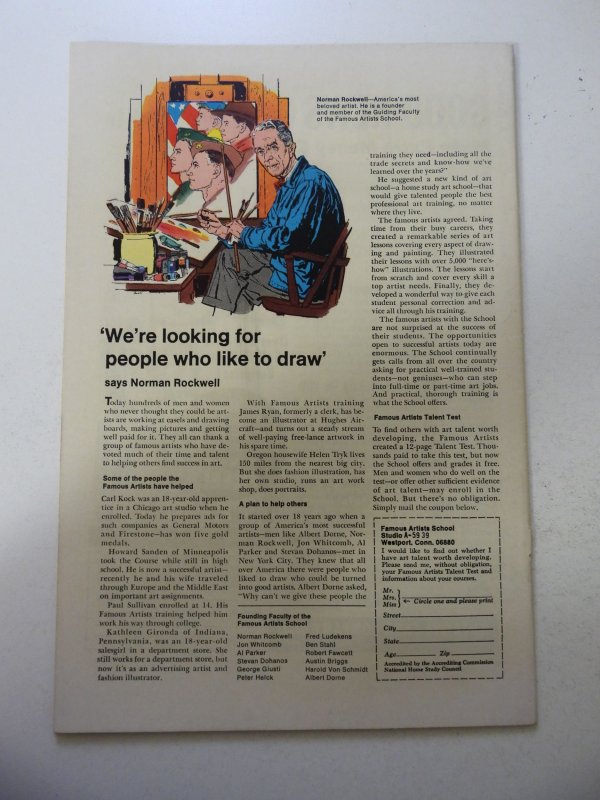 Norman Rockwell—America's most
beloved artist. He is a founder
and member of the Guiding Faculty
of the Famous Artists School.
'We're looking for
people who like to draw'
says Norman Rockwell
Today hundreds of men and women
who never thought they could be art-
ists are working at easels and drawing
boards, making pictures and getting
well paid for it. They all can thank a
group of famous artists who have de-
voted much of their time and talent
to helping others find success in art.
Some of the people the
Famous Artists have helped
Carl Kock was an 18-year-old appren-
tice in a Chicago art studio when he
enrolled. Today he prepares ads for
such companies as General Motors
and Firestone—has won five gold
medals.
Howard Sanden of Minneapolis
took the Course while still in high
school. He is now a successful artist—
recently he and his wife traveled
through Europe and the Middle East
on important art assignments.
Paul Sullivan enrolled at 14. His
Famous Artists training helped him
work his way through college.
Kathleen Gironda of Indiana,
Pennsylvania, was an 18-year-old
salesgirl in a department store. She
still works for a department store, but
now it's as an advertising artist and
fashion illustrator.
With Famous Artists training
James Ryan, formerly a clerk, has be-
come an illustrator at Hughes Air-
craft—and turns out a steady stream
of well-paying free-lance artwork in
his spare time.
Oregon housewife Helen Tryk lives
150 miles from the nearest big city.
But she does fashion illustration, has
her own studio, runs an art work
shop, does portraits.
A plan to help others
It started over 18 years ago when a
group of America's most successful
artists—men like Albert Dorne, Nor-
man Rockwell, Jon Whitcomb, Al
Parker and Stevan Dohanos—met in
New York City. They knew that all
over America there were people who
liked to draw who could be turned
into good artists. Albert Dorne asked,
"Why can't we give these people the
Founding Faculty of the
Famous Artists School
Norman Rockwell
Jon Whitcomb
Al Parker
Stevan Dohanos
George Giusti
Peter Helck
Fred Ludekens
Ben Stahl
Robert Fawcett
Austin Briggs
Harold Von Schmidt
Albert Dorne
training they need—including all the
trade secrets and know-how we've
learned over the years?"
He suggested a new kind of art
school—a home study art school—that
would give talented people the best
professional art training, no matter
where they live.
The famous artists agreed. Taking
time from their busy careers, they
created a remarkable series of art
lessons covering every aspect of draw-
ing and painting. They illustrated
their lessons with over 5,000 "here's-
how" illustrations. The lessons start
from scratch and cover every skill a
top artist needs. Finally, they de-
veloped a wonderful way to give each
student personal correction and ad-
vice all through his training.
The famous artists with the School
are not surprised at the success of
their students. The opportunities
open to successful artists today are
enormous. The School continually
gets calls from all over the country
asking for practical well-trained stu-
dents—not geniuses—who can step
into full-time or part-time art jobs.
And practical, thorough training is
what the School offers.
Famous Artists Talent Test
To find others with art talent worth
developing, the Famous Artists
created a 12-page Talent Test. Thou-
sands paid to take this test, but now
the School offers and grades it free.
Men and women who do well on the
test—or offer other sufficient evidence
of art talent—may enroll in the
School. But there's no obligation.
Simply mail the coupon below.
Famous Artists School
Studio A-5939
Westport, Conn. 06880
I would like to find out whether I
have art talent worth developing.
Please send me, without obligation,
your Famous Artists Talent Test and
information about your courses.
Mr.
Mrs.
Miss
Circle one and please print
Street
City
State
Age Zip
Accredited by the Accrediting Commission
National Home Study Council